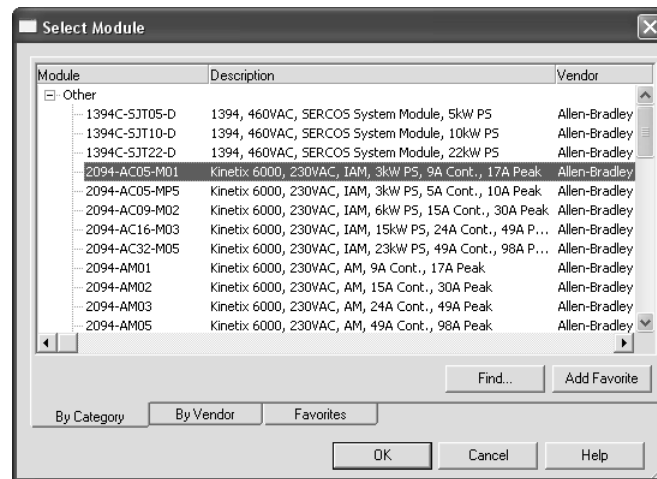 Select Module
Module Description Vendor
Other
1394C-SJT05-D 1394, 460VAC, SERCOS System Module, 5kW PS Allen-Bradley
1394C-SJT10-D 1394, 460VAC, SERCOS System Module, 10kW PS Allen-Bradley
1394C-SJT22-D 1394, 460VAC, SERCOS System Module, 22kW PS Allen-Bradley
2094-AC05-M01 Kinetix 6000, 230VAC, IAM, 3kW PS, 9A Cont., 17A Peak Allen-Bradley
2094-AC05-MP5 Kinetix 6000, 230VAC, IAM, 3kW PS, 5A Cont., 10A Peak Allen-Bradley
2094-AC09-M02 Kinetix 6000, 230VAC, IAM, 6kW PS, 15A Cont., 30A Peak Allen-Bradley
2094-AC16-M03 Kinetix 6000, 230VAC, IAM, 15kW PS, 24A Cont., 49A P... Allen-Bradley
2094-AC32-M05 Kinetix 6000, 230VAC, IAM, 23kW PS, 49A Cont., 98A P... Allen-Bradley
2094-AM01 Kinetix 6000, 230VAC, AM, 9A Cont., 17A Peak Allen-Bradley
2094-AM02 Kinetix 6000, 230VAC, AM, 15A Cont., 30A Peak Allen-Bradley
2094-AM03 Kinetix 6000, 230VAC, AM, 24A Cont., 49A Peak Allen-Bradley
2094-AM05 Kinetix 6000, 230VAC, AM, 49A Cont., 98A Peak Allen-Bradley
Find... Add Favorite
By Category By Vendor Favorites
OK Cancel Help